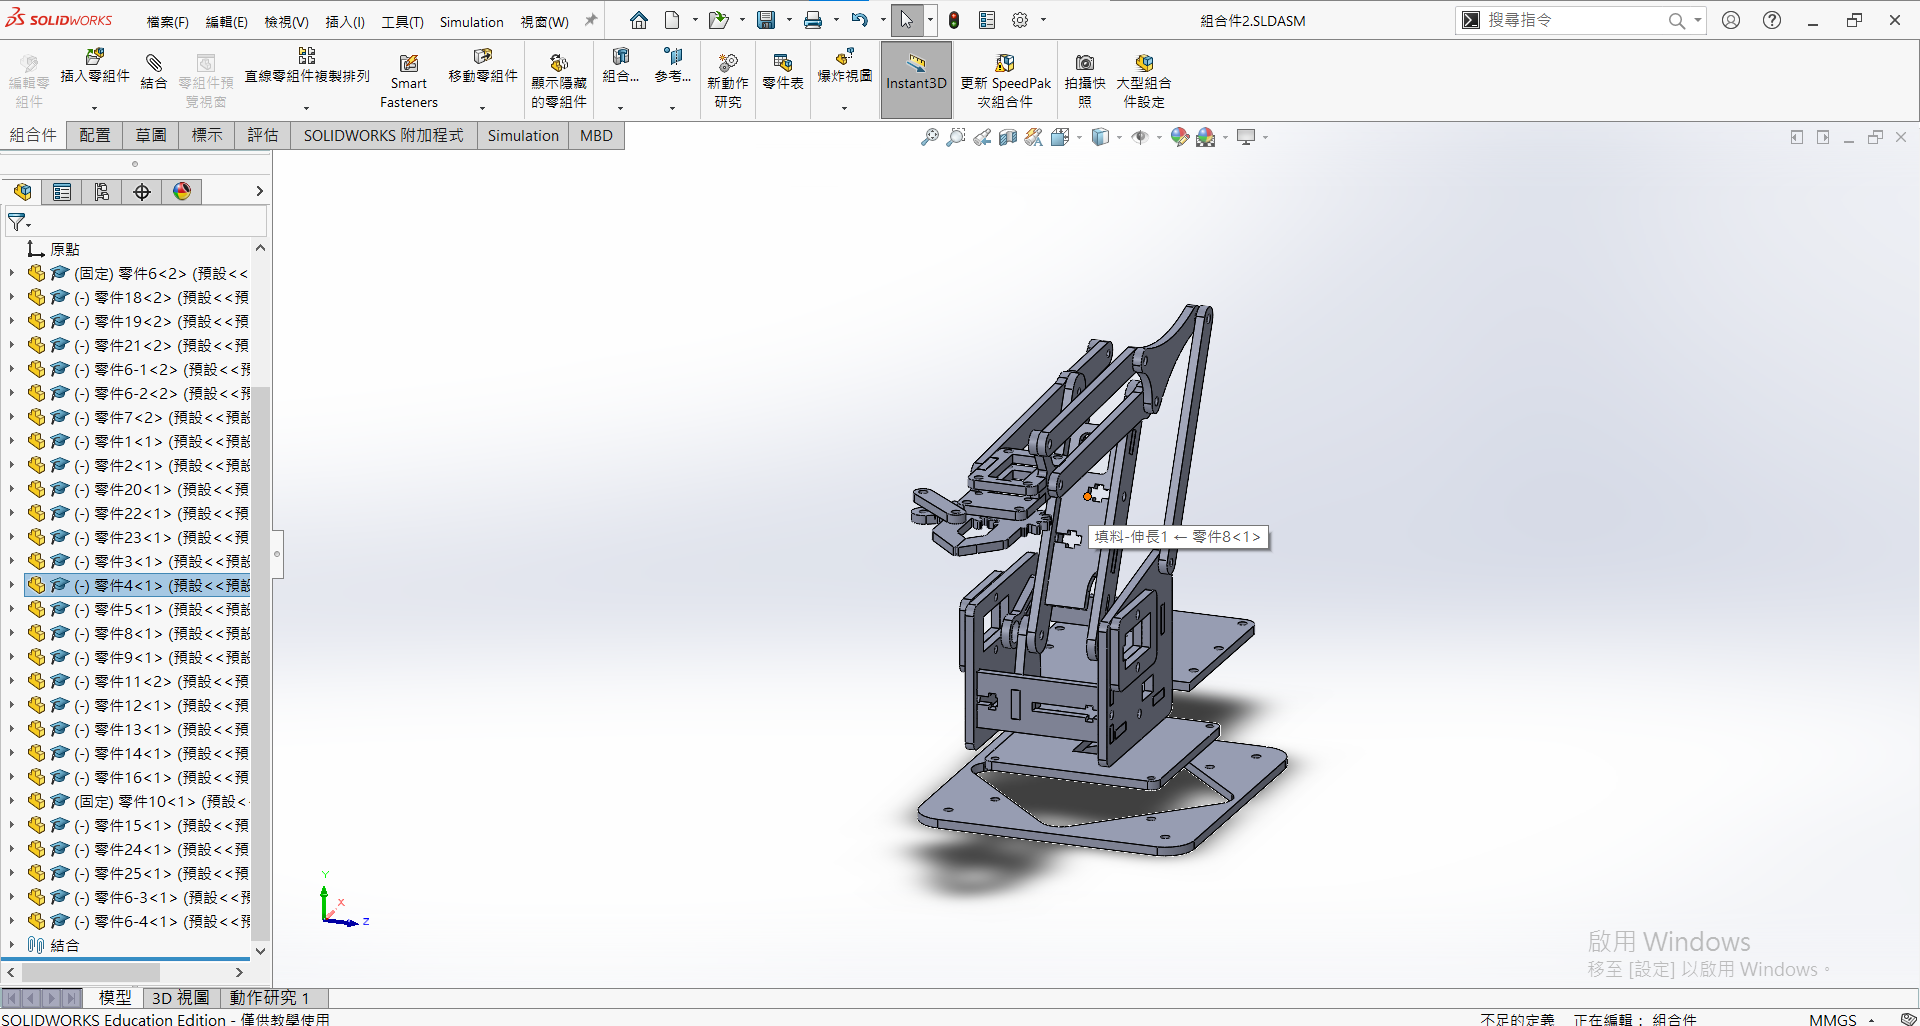 SOLIDWORKS
檔案(F)
編輯(E)
檢視(V)
插入(I)
工具(T)
Simulation
視窗(W)
組合件2.SLDASM
搜尋指令
編輯零
組件
插入零組件
結合
零組件預
覽視窗
直線零組件複製排列
Smart
Fasteners
移動零組件
顯示隱藏
的零組件
組合...
參考...
新動作
研究
零件表
爆炸視圖
Instant3D
更新 SpeedPak
次組合件
拍攝快
照
大型組合
件設定
組合件
配置
草圖
標示
評估
SOLIDWORKS 附加程式
Simulation
MBD
原點
(固定) 零件6<2> (預設<<
(-) 零件18<2> (預設<<預
(-) 零件19<2> (預設<<預
(-) 零件21<2> (預設<<預
(-) 零件6-1<2> (預設<<預
(-) 零件6-2<2> (預設<<預
(-) 零件7<2> (預設<<預設
(-) 零件1<1> (預設<<預設
(-) 零件2<1> (預設<<預設
(-) 零件20<1> (預設<<預
(-) 零件22<1> (預設<<預
(-) 零件23<1> (預設<<預
(-) 零件3<1> (預設<<預設
(-) 零件4<1> (預設<<預設
(-) 零件5<1> (預設<<預設
(-) 零件8<1> (預設<<預設
(-) 零件9<1> (預設<<預設
(-) 零件11<2> (預設<<預
(-) 零件12<1> (預設<<預
(-) 零件13<1> (預設<<預
(-) 零件14<1> (預設<<預
(-) 零件16<1> (預設<<預
(固定) 零件10<1> (預設<
(-) 零件15<1> (預設<<預
(-) 零件24<1> (預設<<預
(-) 零件25<1> (預設<<預
(-) 零件6-3<1> (預設<<預
(-) 零件6-4<1> (預設<<預
結合
填料-伸長1 ← 零件8<1>
Y
X
Z
啟用 Windows
移至 [設定] 以啟用 Windows。
模型
3D 視圖
動作研究 1
SOLIDWORKS Education Edition - 僅供教學使用
不足的定義
正在編輯： 組合件
MMGS